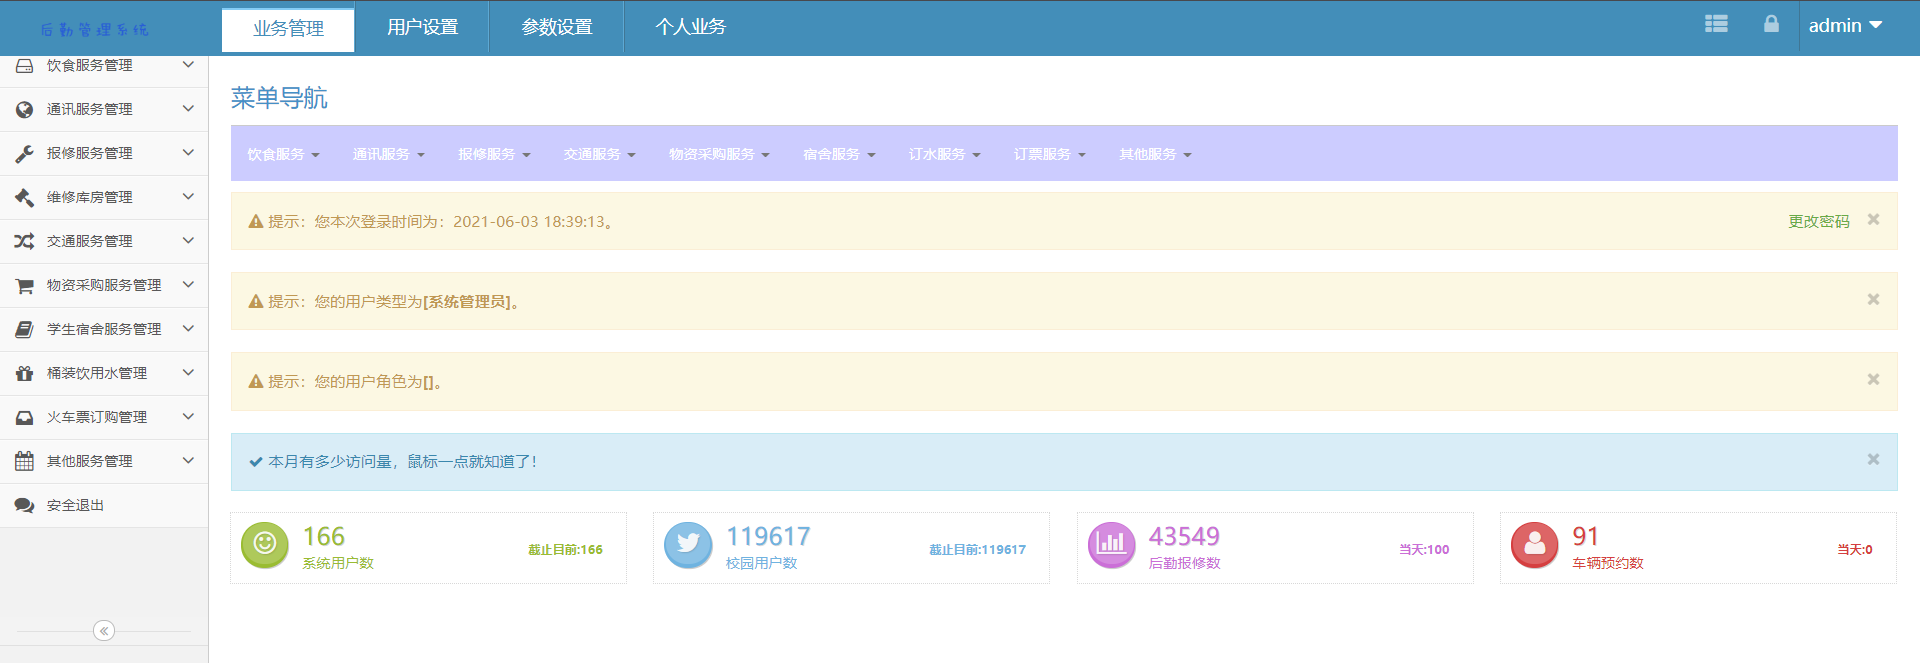 后勤管理系统
业务管理
用户设置
参数设置
个人业务
admin
饮食服务管理
通讯服务管理
报修服务管理
维修库房管理
交通服务管理
物资采购服务管理
学生宿舍服务管理
桶装饮用水管理
火车票订购管理
其他服务管理
安全退出
菜单导航
饮食服务 通讯服务 报修服务 交通服务 物资采购服务 宿舍服务 订水服务 订票服务 其他服务
提示：您本次登录时间为：2021-06-03 18:39:13。
更改密码
提示：您的用户类型为[系统管理员]。
提示：您的用户角色为[]。
本月有多少访问量，鼠标一点就知道了！
166
系统用户数
截止目前:166
119617
校园用户数
截止目前:119617
43549
后勤报修数
当天:100
91
车辆预约数
当天:0